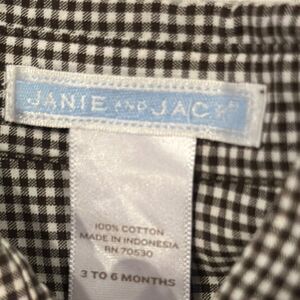 JANIE AND JACK
100% COTTON
MADE IN INDONESIA
RN 70530
3 TO 6 MONTHS